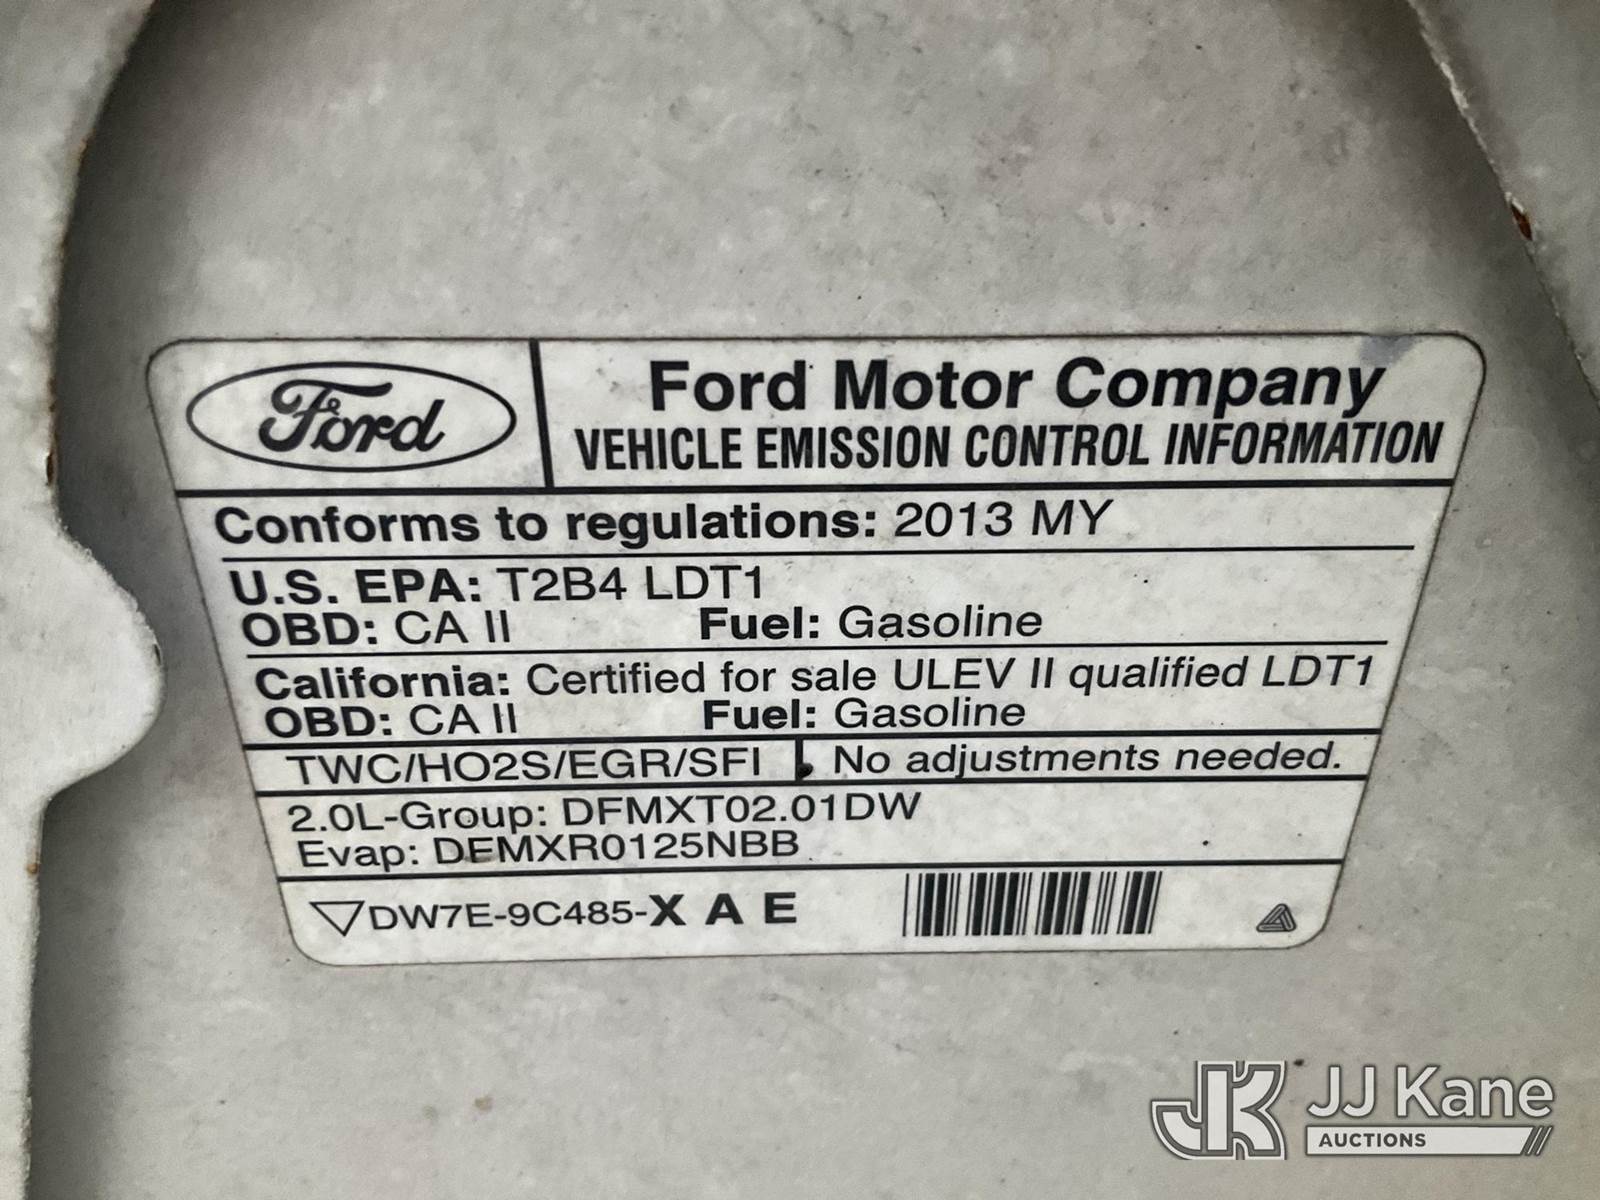 Ford
Ford Motor Company
VEHICLE EMISSION CONTROL INFORMATION
Conforms to regulations: 2013 MY
U.S. EPA: T2B4 LDT1
OBD: CA II Fuel: Gasoline
California: Certified for sale ULEV II qualified LDT1
OBD: CA II Fuel: Gasoline
TWC/HO2S/EGR/SFI No adjustments needed.
2.0L-Group: DFMXT02.01DW
Evap: DFMXR0125NBB
DW7E-9C485-X A E
JK JJ Kane
AUCTIONS